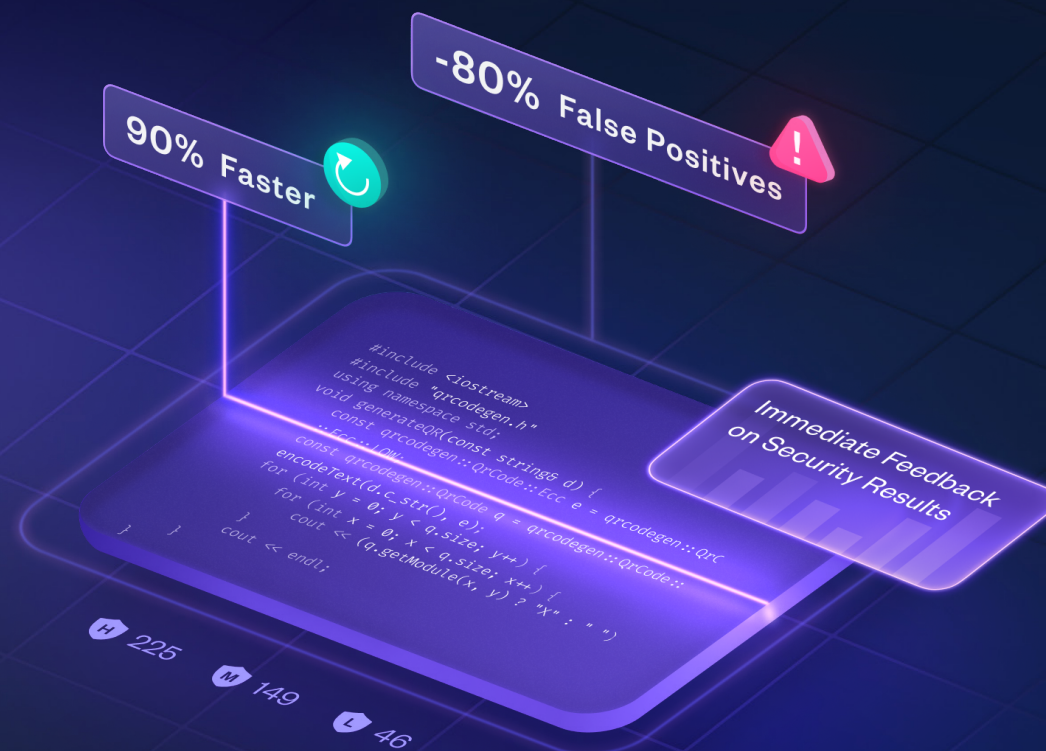 -80% False Positives
90% Faster
#include <iostream>
#include "qrcodegen.h"
using namespace std;
void generateQR(const string& d) {
const qrcodegen::QrCode::Ecc e = qrcodegen::QrC
::Ecc::LOW;
const qrcodegen::QrCode q = qrcodegen::QrCode::
encodeText(d.c_str(), e);
for (int y = 0; y < q.size; y++) {
for (int x = 0; x < q.size; x++) {
cout << (q.getModule(x, y) ? "X" : " ")
}
cout << endl;
}
}
Immediate Feedback
on Security Results
H 225
M 149
L 46